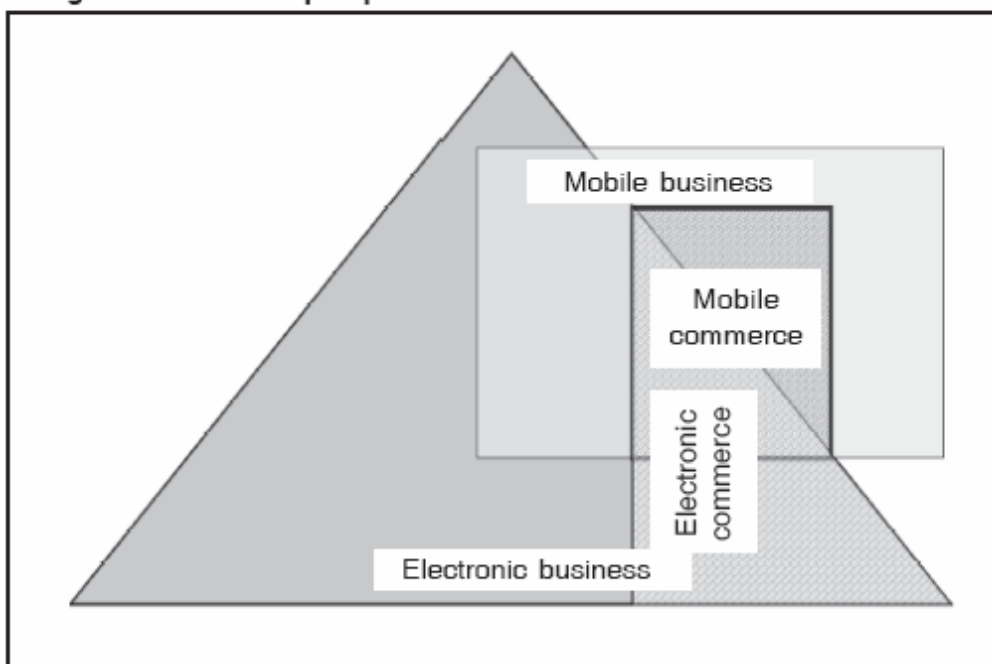 Mobile business
Mobile
commerce
Electronic
commerce
Electronic business